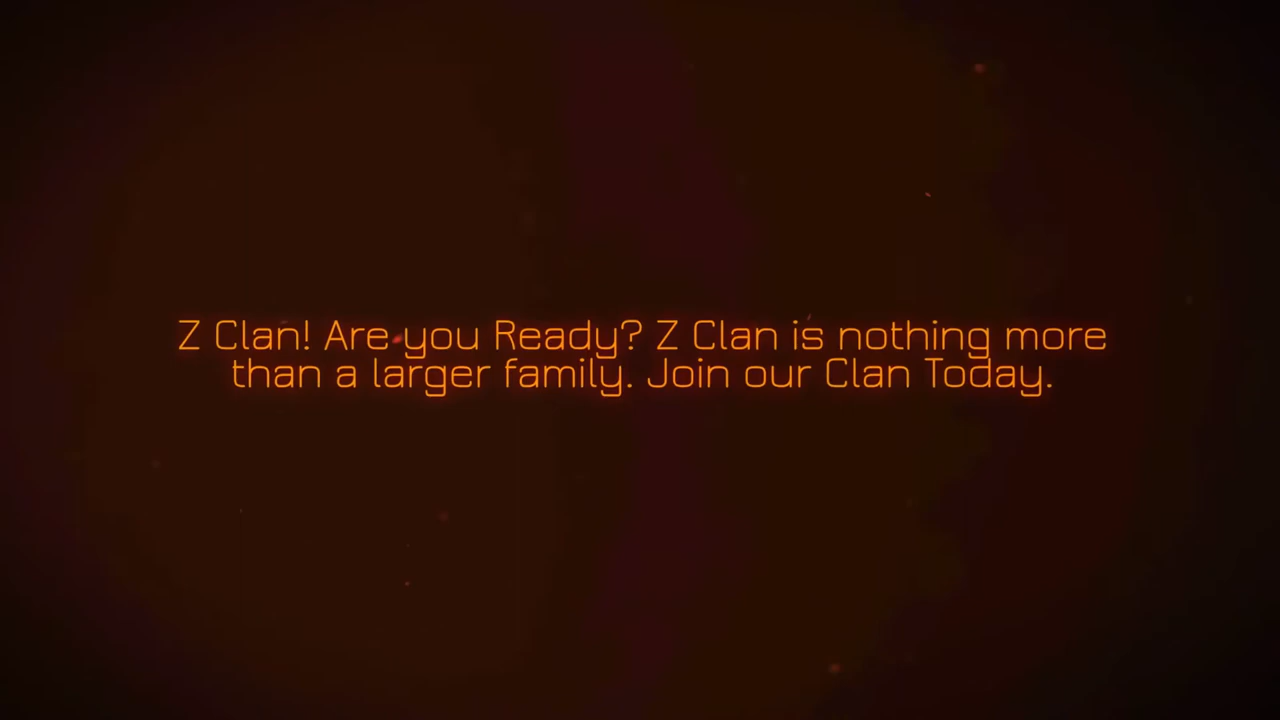 Z Clan! Are you Ready? Z Clan is nothing more
than a larger family. Join our Clan Today.